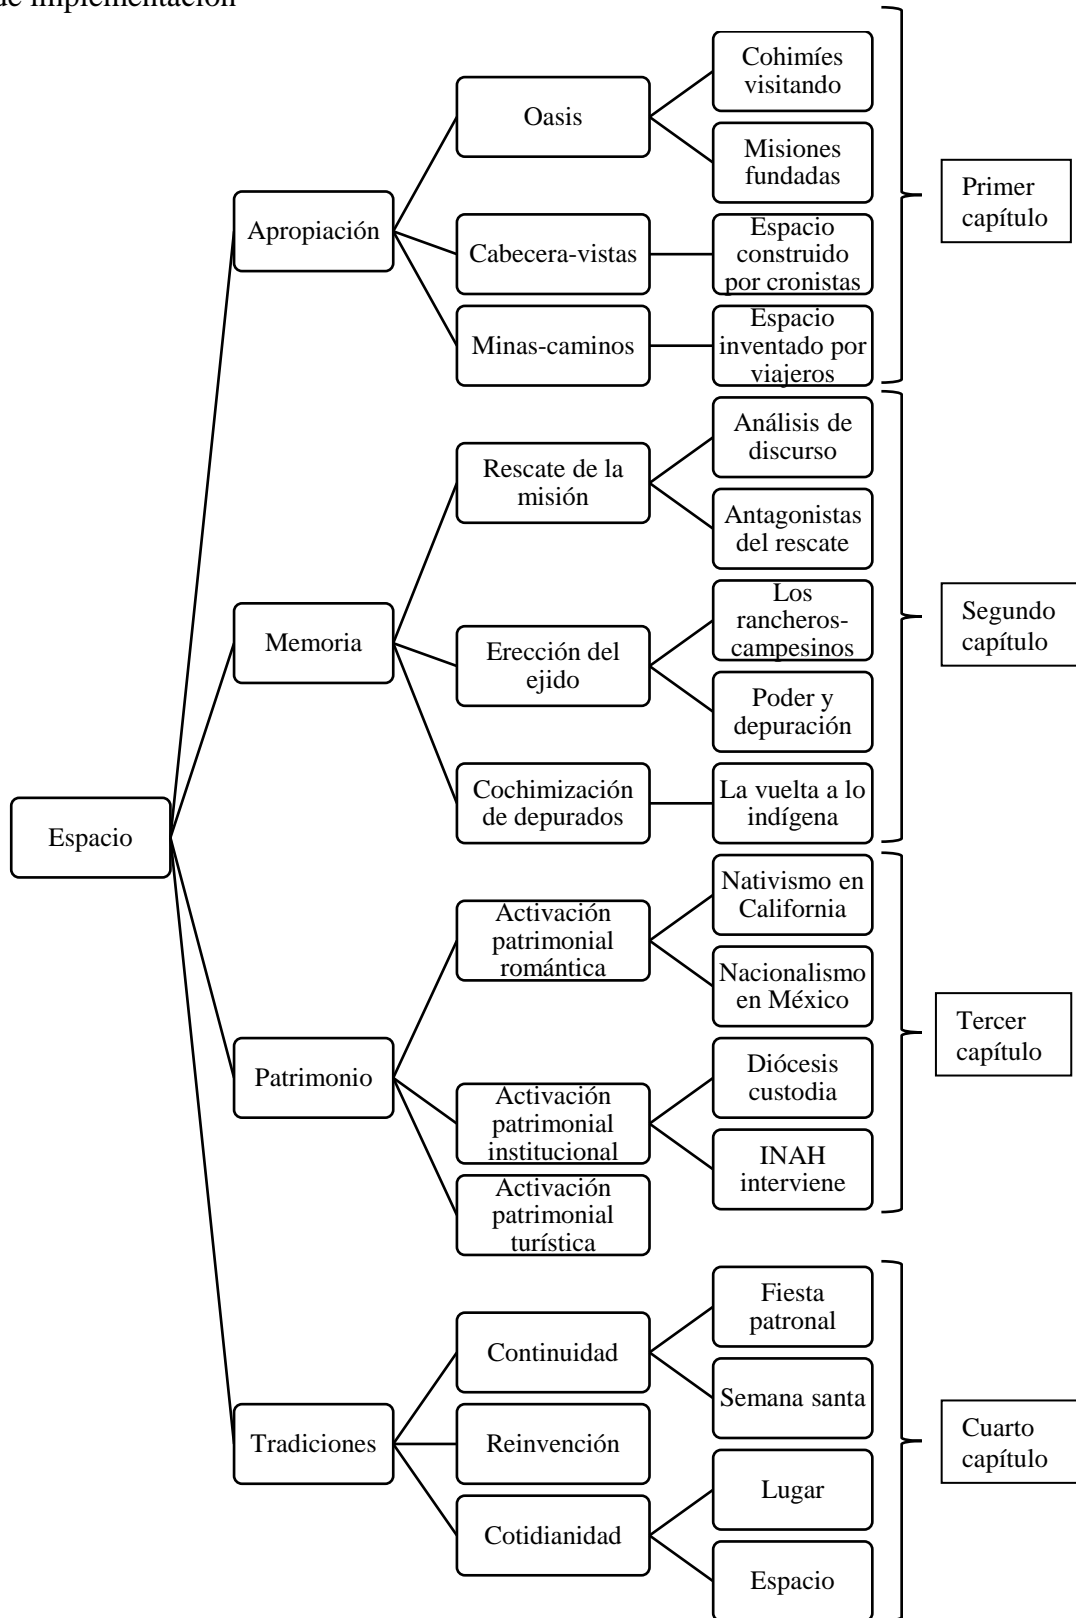 de implementación
Espacio
Apropiación
Oasis
Cohimíes
visitando
Misiones
fundadas
Cabecera-vistas
Espacio
construido
por cronistas
Minas-caminos
Espacio
inventado por
viajeros
Primer
capítulo
Memoria
Rescate de la
misión
Análisis de
discurso
Antagonistas
del rescate
Erección del
ejido
Los
rancheros-
campesinos
Poder y
depuración
Cochimización
de depurados
La vuelta a lo
indígena
Segundo
capítulo
Patrimonio
Activación
patrimonial
romántica
Nativismo en
California
Nacionalismo
en México
Activación
patrimonial
institucional
Diócesis
custodia
INAH
interviene
Activación
patrimonial
turística
Tercer
capítulo
Tradiciones
Continuidad
Fiesta
patronal
Semana santa
Reinvención
Cotidianidad
Lugar
Espacio
Cuarto
capítulo